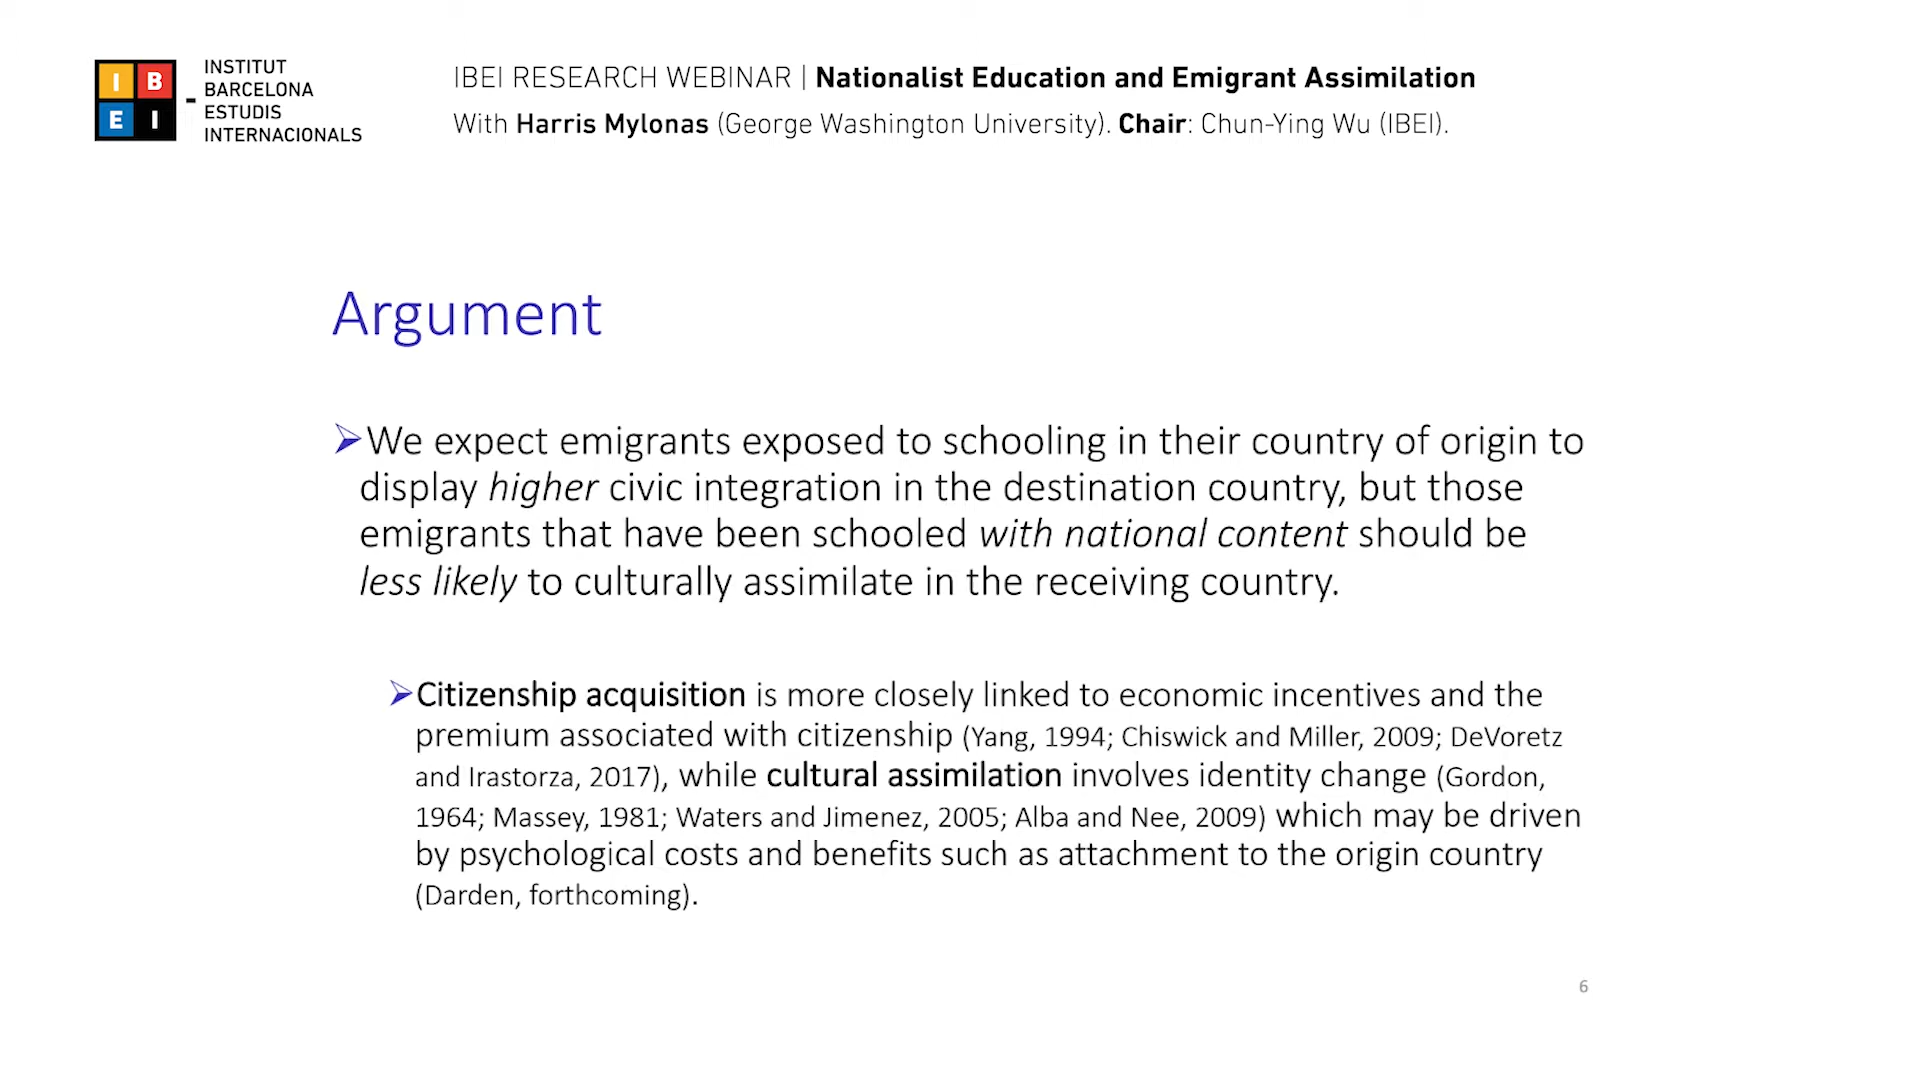 I B
E I
-
INSTITUT
BARCELONA
ESTUDIS
INTERNACIONALS
IBEI RESEARCH WEBINAR | Nationalist Education and Emigrant Assimilation
With Harris Mylonas (George Washington University). Chair: Chun-Ying Wu (IBEI).
Argument
➢We expect emigrants exposed to schooling in their country of origin to
display higher civic integration in the destination country, but those
emigrants that have been schooled with national content should be
less likely to culturally assimilate in the receiving country.
➢Citizenship acquisition is more closely linked to economic incentives and the
premium associated with citizenship (Yang, 1994; Chiswick and Miller, 2009; DeVoretz
and Irastorza, 2017), while cultural assimilation involves identity change (Gordon,
1964; Massey, 1981; Waters and Jimenez, 2005; Alba and Nee, 2009) which may be driven
by psychological costs and benefits such as attachment to the origin country
(Darden, forthcoming).
6